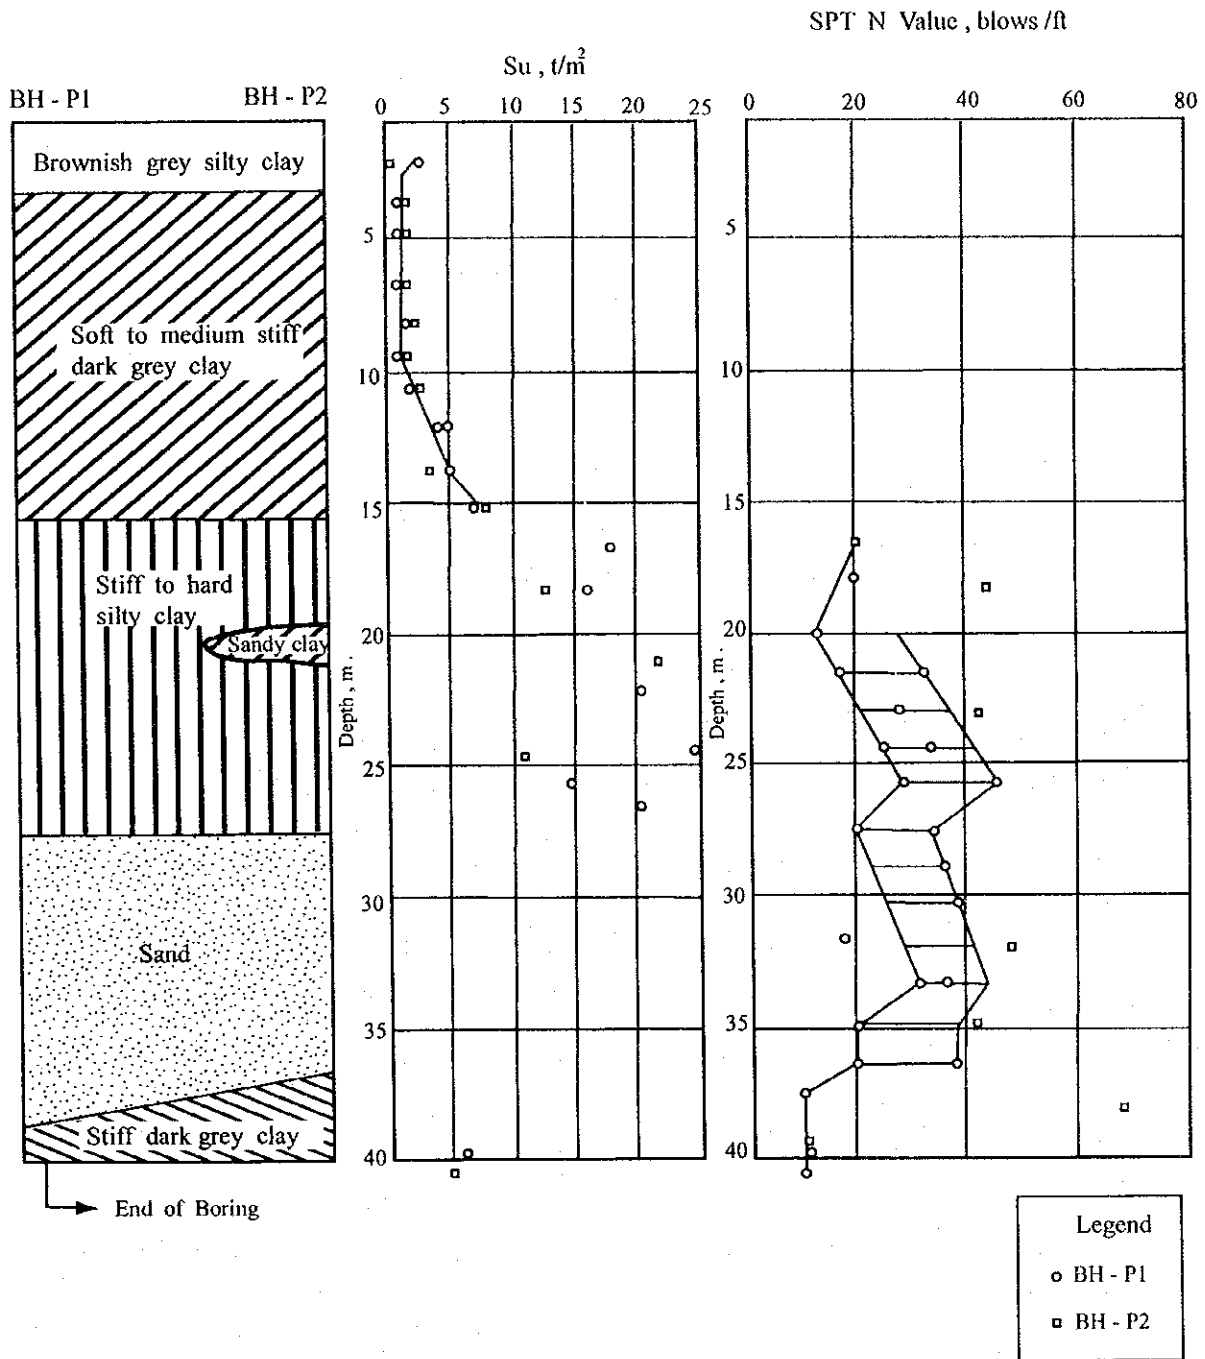 SPT N Value , blows /ft
Su , t/m²
BH - P1 BH - P2
0 5 10 15 20 25
0 20 40 60 80
Brownish grey silty clay
Soft to medium stiff
dark grey clay
Stiff to hard
silty clay
Sandy clay
Sand
Stiff dark grey clay
End of Boring
Depth , m .
5
10
15
20
25
30
35
40
Depth , m .
5
10
15
20
25
30
35
40
Legend
BH - P1
BH - P2